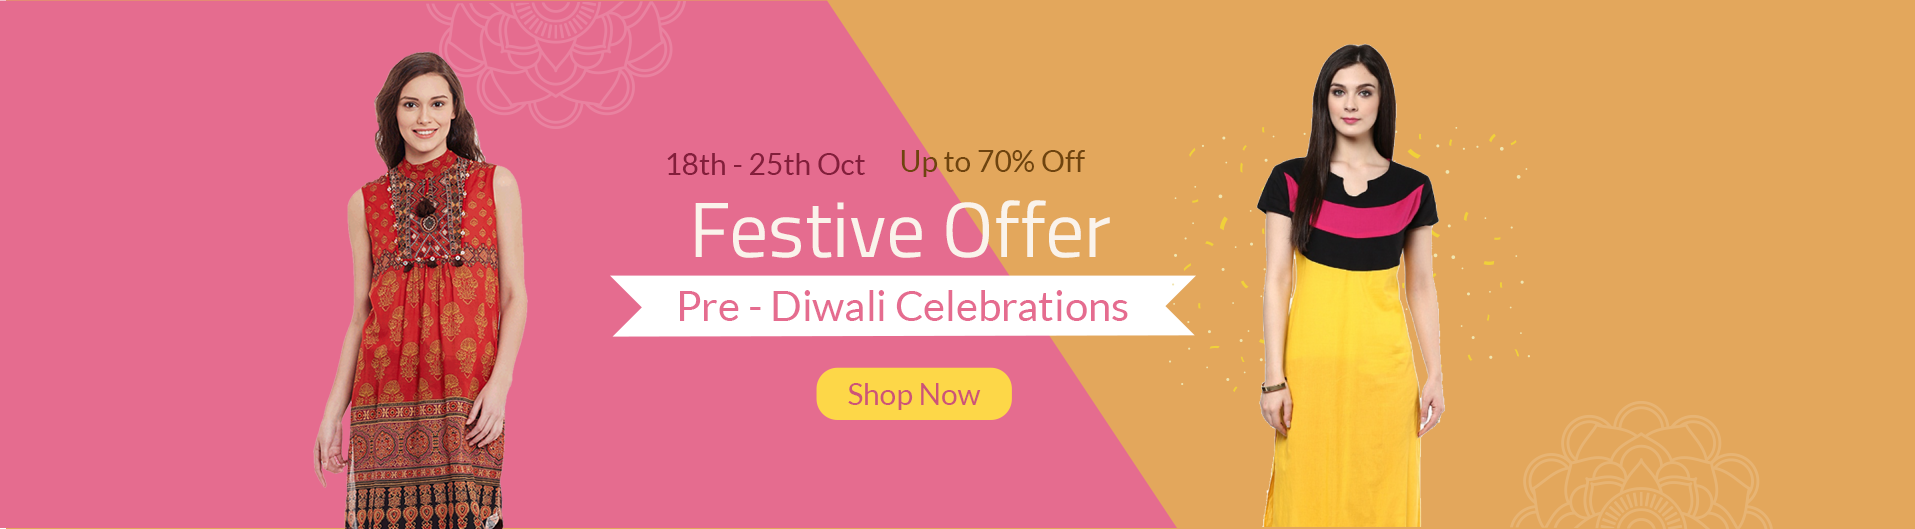 18th - 25th Oct
Up to 70% Off
Festive Offer
Pre - Diwali Celebrations
Shop Now